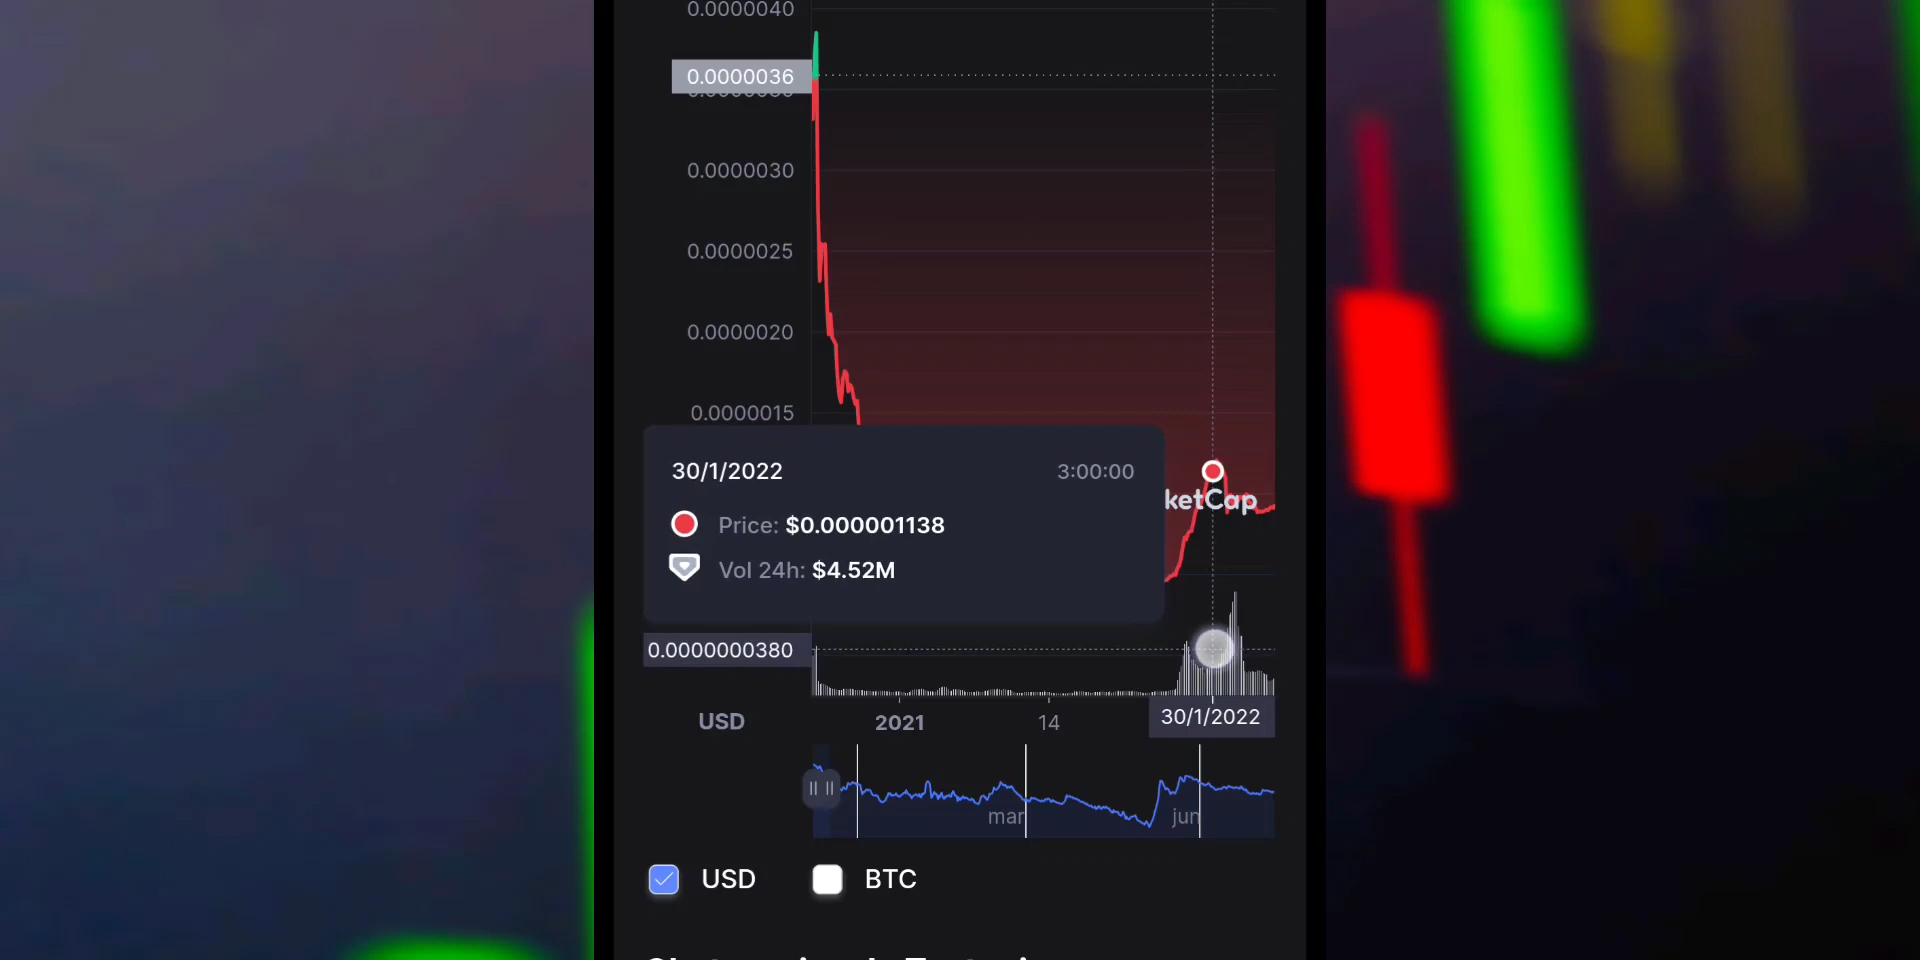 0.0000040
0.0000036
0.0000030
0.0000025
0.0000020
0.0000015
30/1/2022 3:00:00
Price: $0.000001138
Vol 24h: $4.52M
ketCap
0.0000000380
USD 2021 14 30/1/2022
mar jun
USD BTC